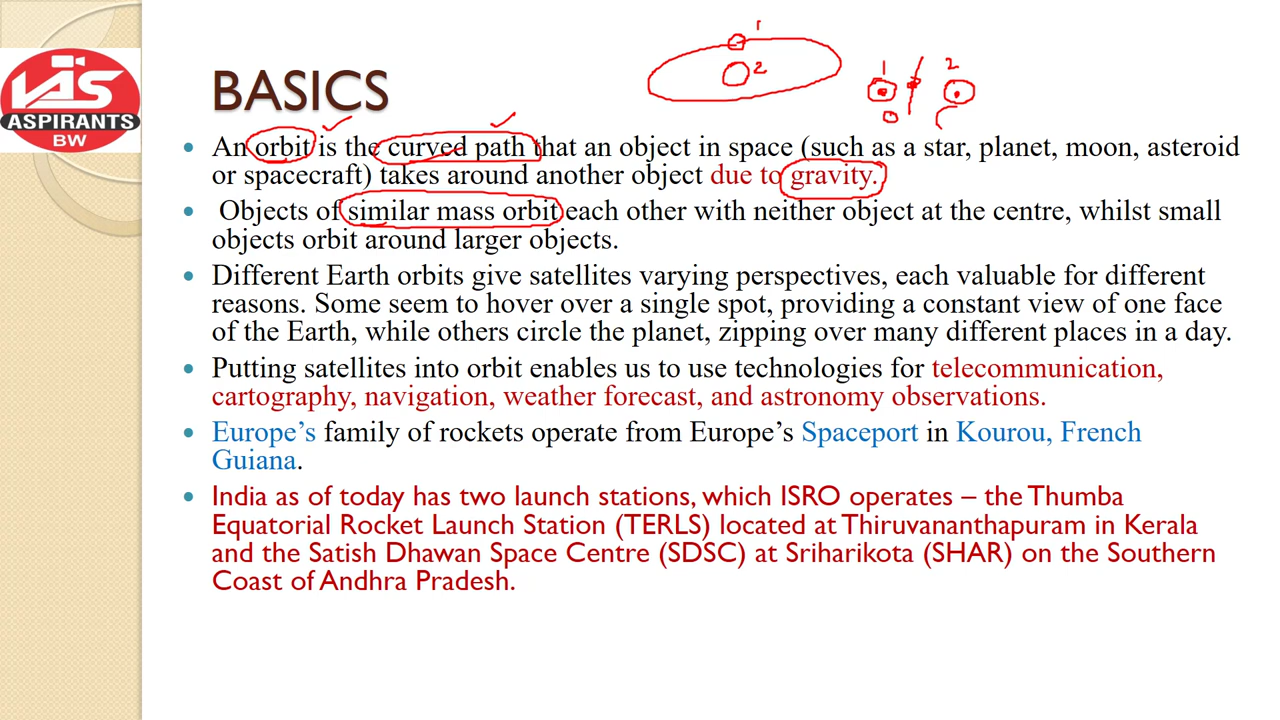 1
2
1
2
IAS
ASPIRANTS
BW
BASICS
• An orbit is the curved path that an object in space (such as a star, planet, moon, asteroid
or spacecraft) takes around another object due to gravity.
• Objects of similar mass orbit each other with neither object at the centre, whilst small
objects orbit around larger objects.
• Different Earth orbits give satellites varying perspectives, each valuable for different
reasons. Some seem to hover over a single spot, providing a constant view of one face
of the Earth, while others circle the planet, zipping over many different places in a day.
• Putting satellites into orbit enables us to use technologies for telecommunication,
cartography, navigation, weather forecast, and astronomy observations.
• Europe’s family of rockets operate from Europe’s Spaceport in Kourou, French
Guiana.
• India as of today has two launch stations, which ISRO operates – the Thumba
Equatorial Rocket Launch Station (TERLS) located at Thiruvananthapuram in Kerala
and the Satish Dhawan Space Centre (SDSC) at Sriharikota (SHAR) on the Southern
Coast of Andhra Pradesh.